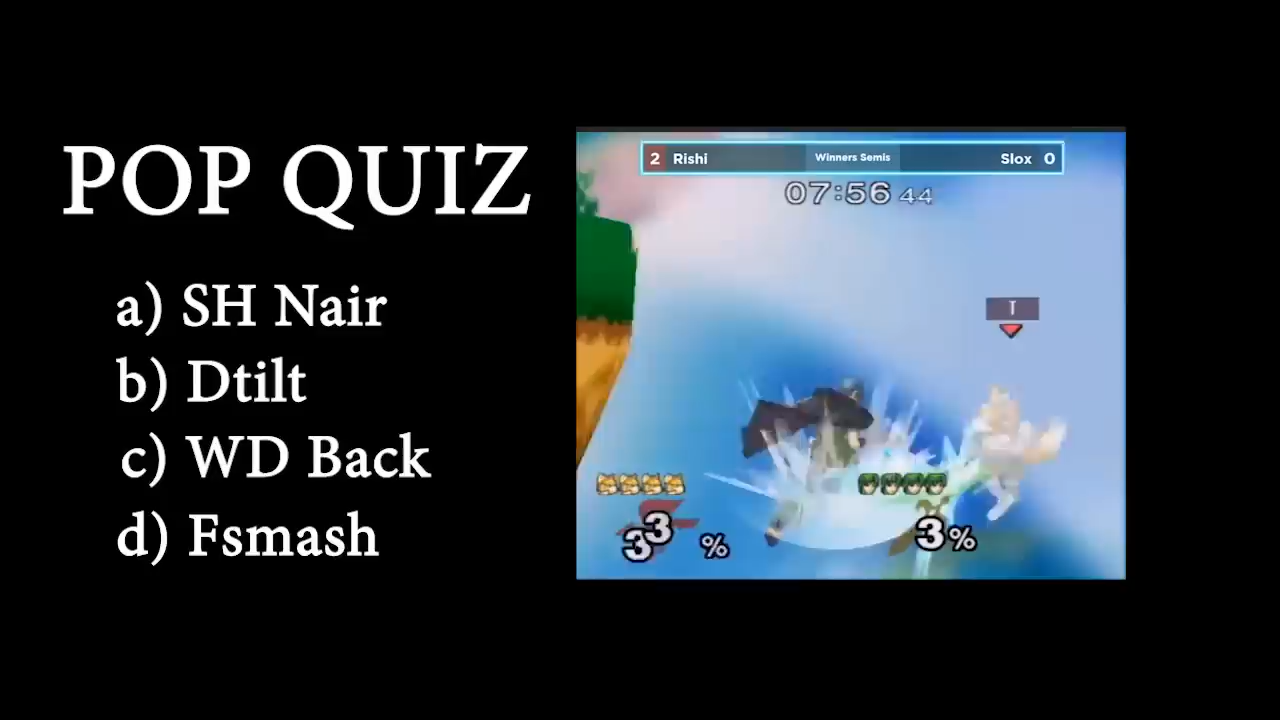 POP QUIZ
a) SH Nair
b) Dtilt
c) WD Back
d) Fsmash
2 Rishi Winners Semis Slox 0
07:56 44
T
33 % 3%